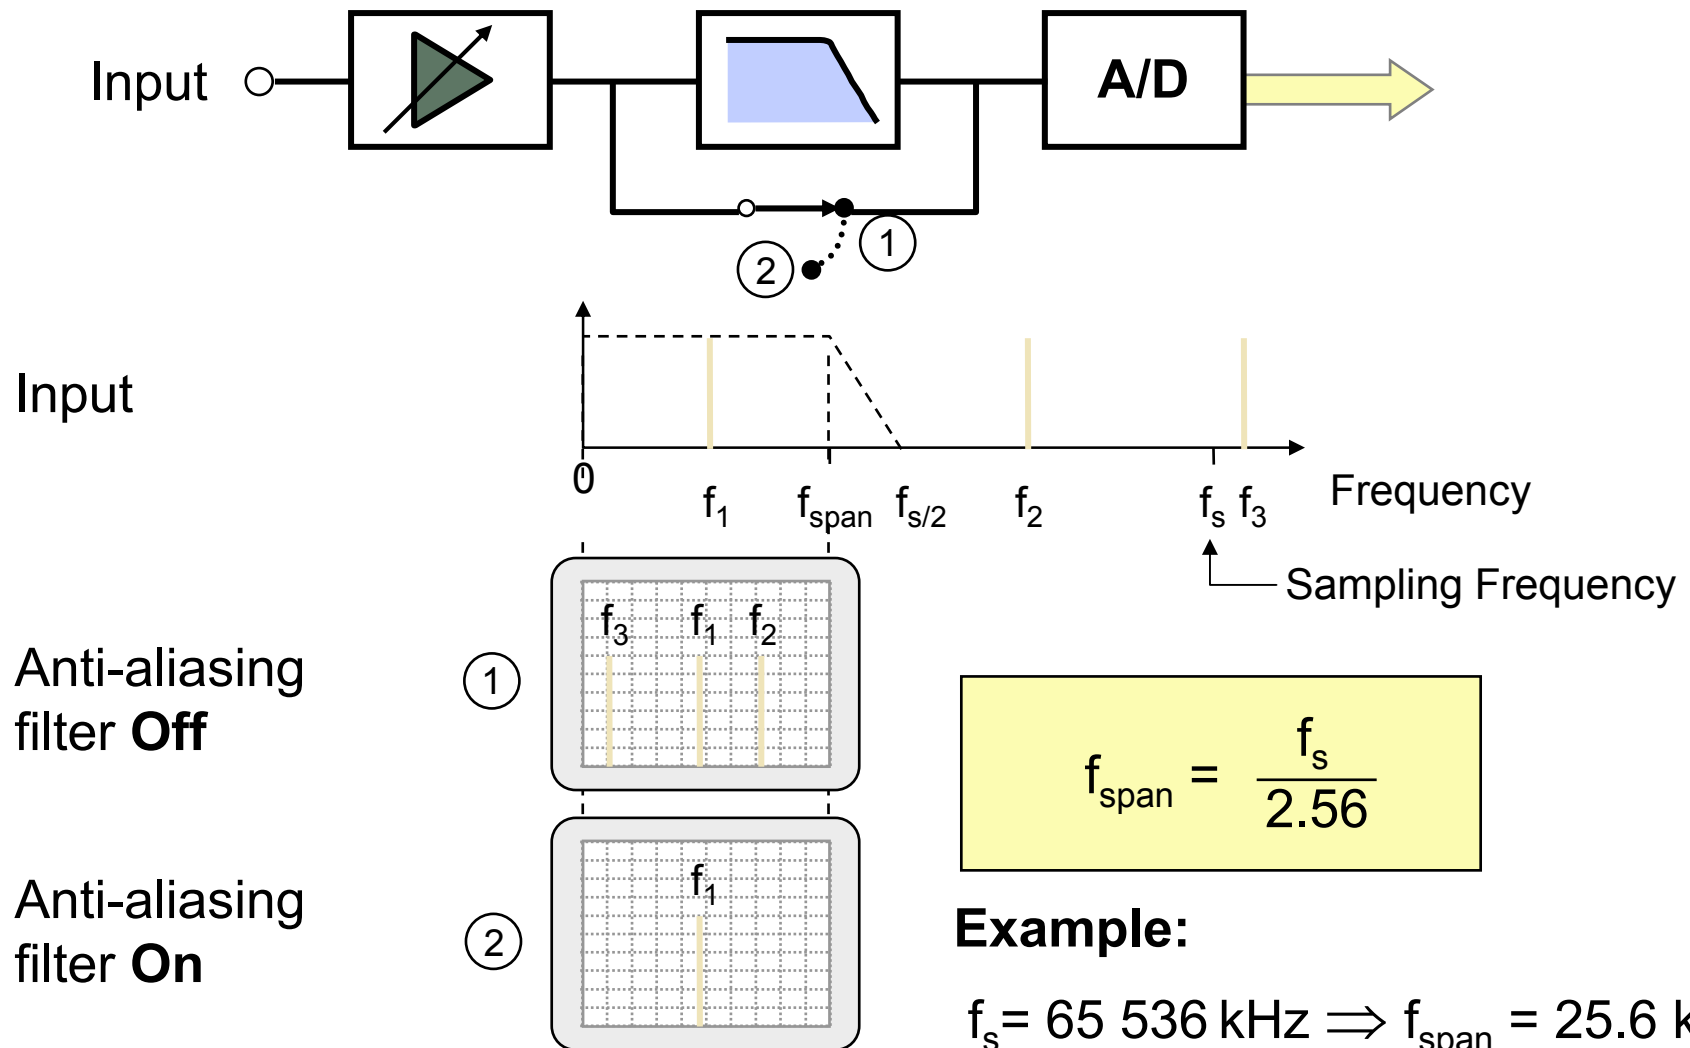 Input
A/D
1
2
Input
0
f1 fspan fs/2 f2 fs f3 Frequency
Sampling Frequency
f3 f1 f2
Anti-aliasing
filter Off
1
fspan = fs / 2.56
f1
Anti-aliasing
filter On
2
Example:
fs= 65 536 kHz ⇒ fspan = 25.6 k